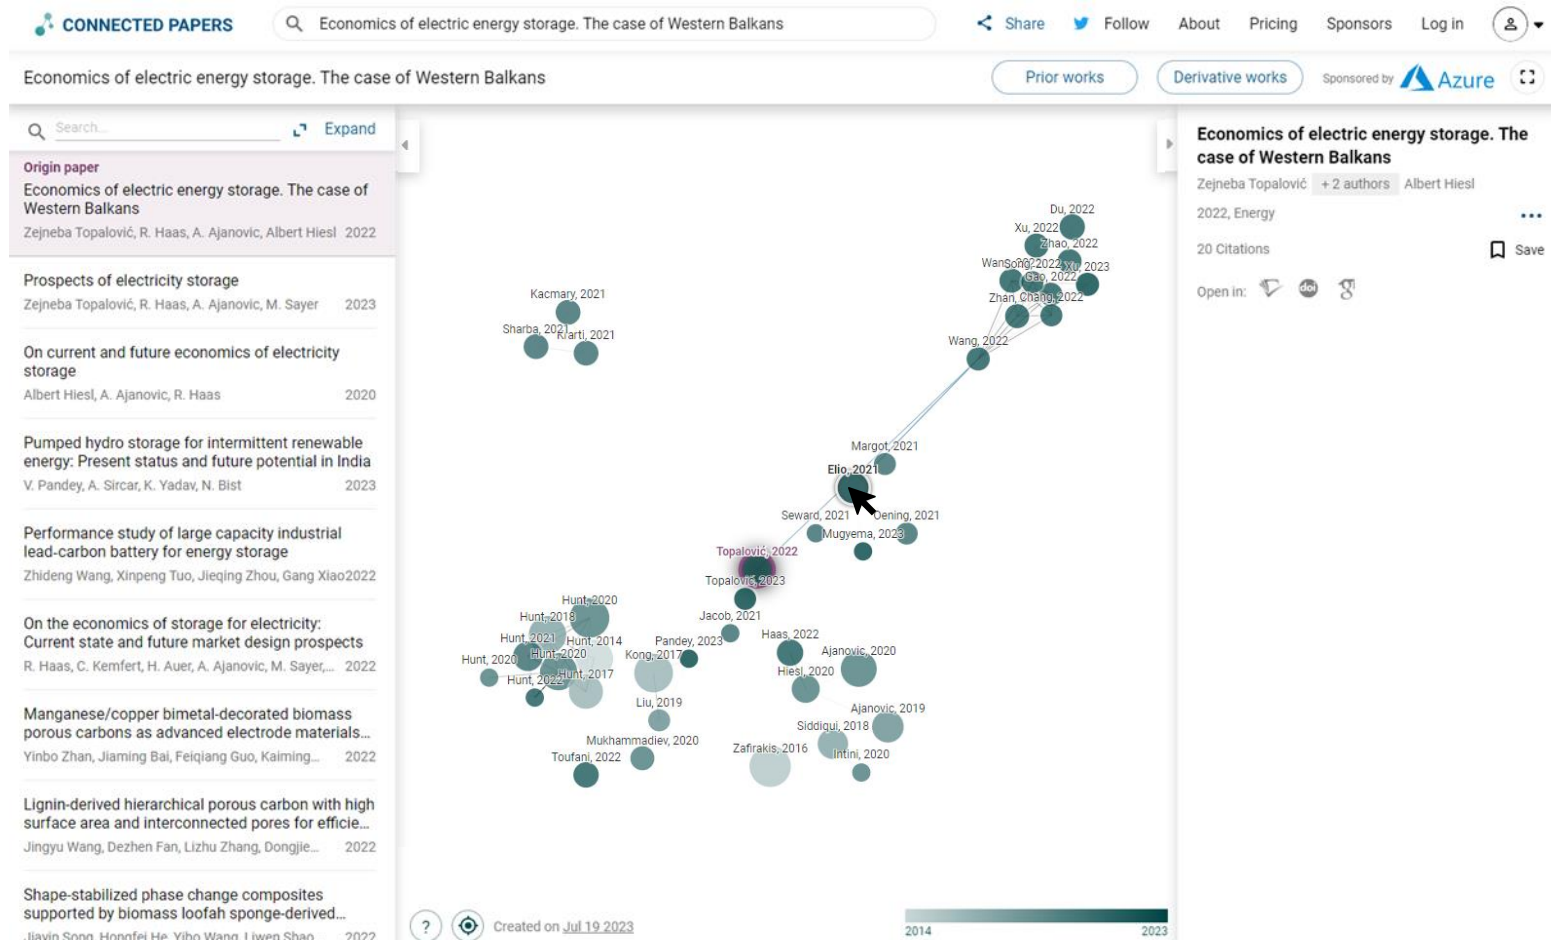 CONNECTED PAPERS
Economics of electric energy storage. The case of Western Balkans
Share
Follow
About
Pricing
Sponsors
Log in
Economics of electric energy storage. The case of Western Balkans
Prior works
Derivative works
Sponsored by
Azure
Search...
Expand
Origin paper
Economics of electric energy storage. The case of
Western Balkans
Zejneba Topalović, R. Haas, A. Ajanovic, Albert Hiesl 2022
Prospects of electricity storage
Zejneba Topalović, R. Haas, A. Ajanovic, M. Sayer 2023
On current and future economics of electricity
storage
Albert Hiesl, A. Ajanovic, R. Haas 2020
Pumped hydro storage for intermittent renewable
energy: Present status and future potential in India
V. Pandey, A. Sircar, K. Yadav, N. Bist 2023
Performance study of large capacity industrial
lead-carbon battery for energy storage
Zhideng Wang, Xinpeng Tuo, Jieqing Zhou, Gang Xiao2022
On the economics of storage for electricity:
Current state and future market design prospects
R. Haas, C. Kemfert, H. Auer, A. Ajanovic, M. Sayer,... 2022
Manganese/copper bimetal-decorated biomass
porous carbons as advanced electrode materials...
Yinbo Zhan, Jiaming Bai, Feiqiang Guo, Kaiming... 2022
Lignin-derived hierarchical porous carbon with high
surface area and interconnected pores for efficie...
Jingyu Wang, Dezhen Fan, Lizhu Zhang, Dongjie... 2022
Shape-stabilized phase change composites
supported by biomass loofah sponge-derived...
Jiayin Song, Hongfei He, Yibo Wang, Liwen Shao 2022
Du, 2022
Xu, 2022
Zhao, 2022
Song, 2022
Xu, 2023
Gao, 2022
Chang, 2022
Wang, 2022
Kacmary, 2021
Sharba, 2021
Krarti, 2021
Margot, 2021
Elio, 2021
Seward, 2021
Oening, 2021
Mugyema, 2023
Topalović, 2022
Topalović, 2023
Hunt, 2020
Hunt, 2018
Hunt, 2021
Hunt, 2014
Hunt, 2020
Hunt, 2020
Hunt, 2022
Hunt, 2017
Jacob, 2021
Pandey, 2023
Kong, 2017
Haas, 2022
Ajanovic, 2020
Hiesl, 2020
Liu, 2019
Ajanovic, 2019
Siddiqui, 2018
Mukhammadiev, 2020
Toufani, 2022
Zafirakis, 2016
Intini, 2020
? Created on Jul 19 2023
2014 2023
Economics of electric energy storage. The
case of Western Balkans
Zejneba Topalović + 2 authors Albert Hiesl
2022, Energy
20 Citations
Save
Open in:
doi